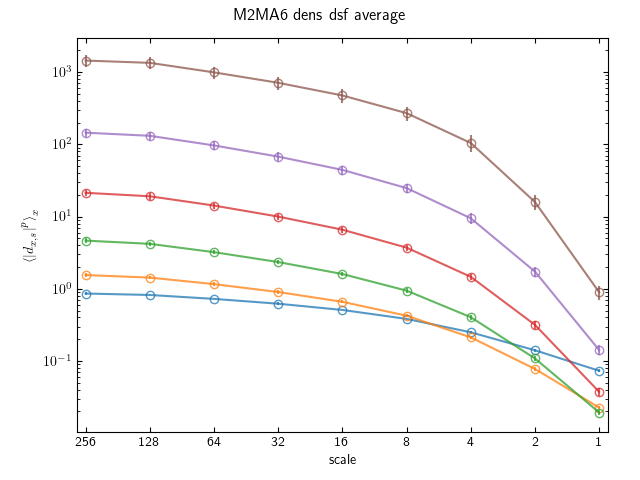 M2MA6 dens dsf average
10³
10²
10¹
10⁰
10⁻¹
⟨|d_{x,s}|^p⟩_x
256 128 64 32 16 8 4 2 1
scale